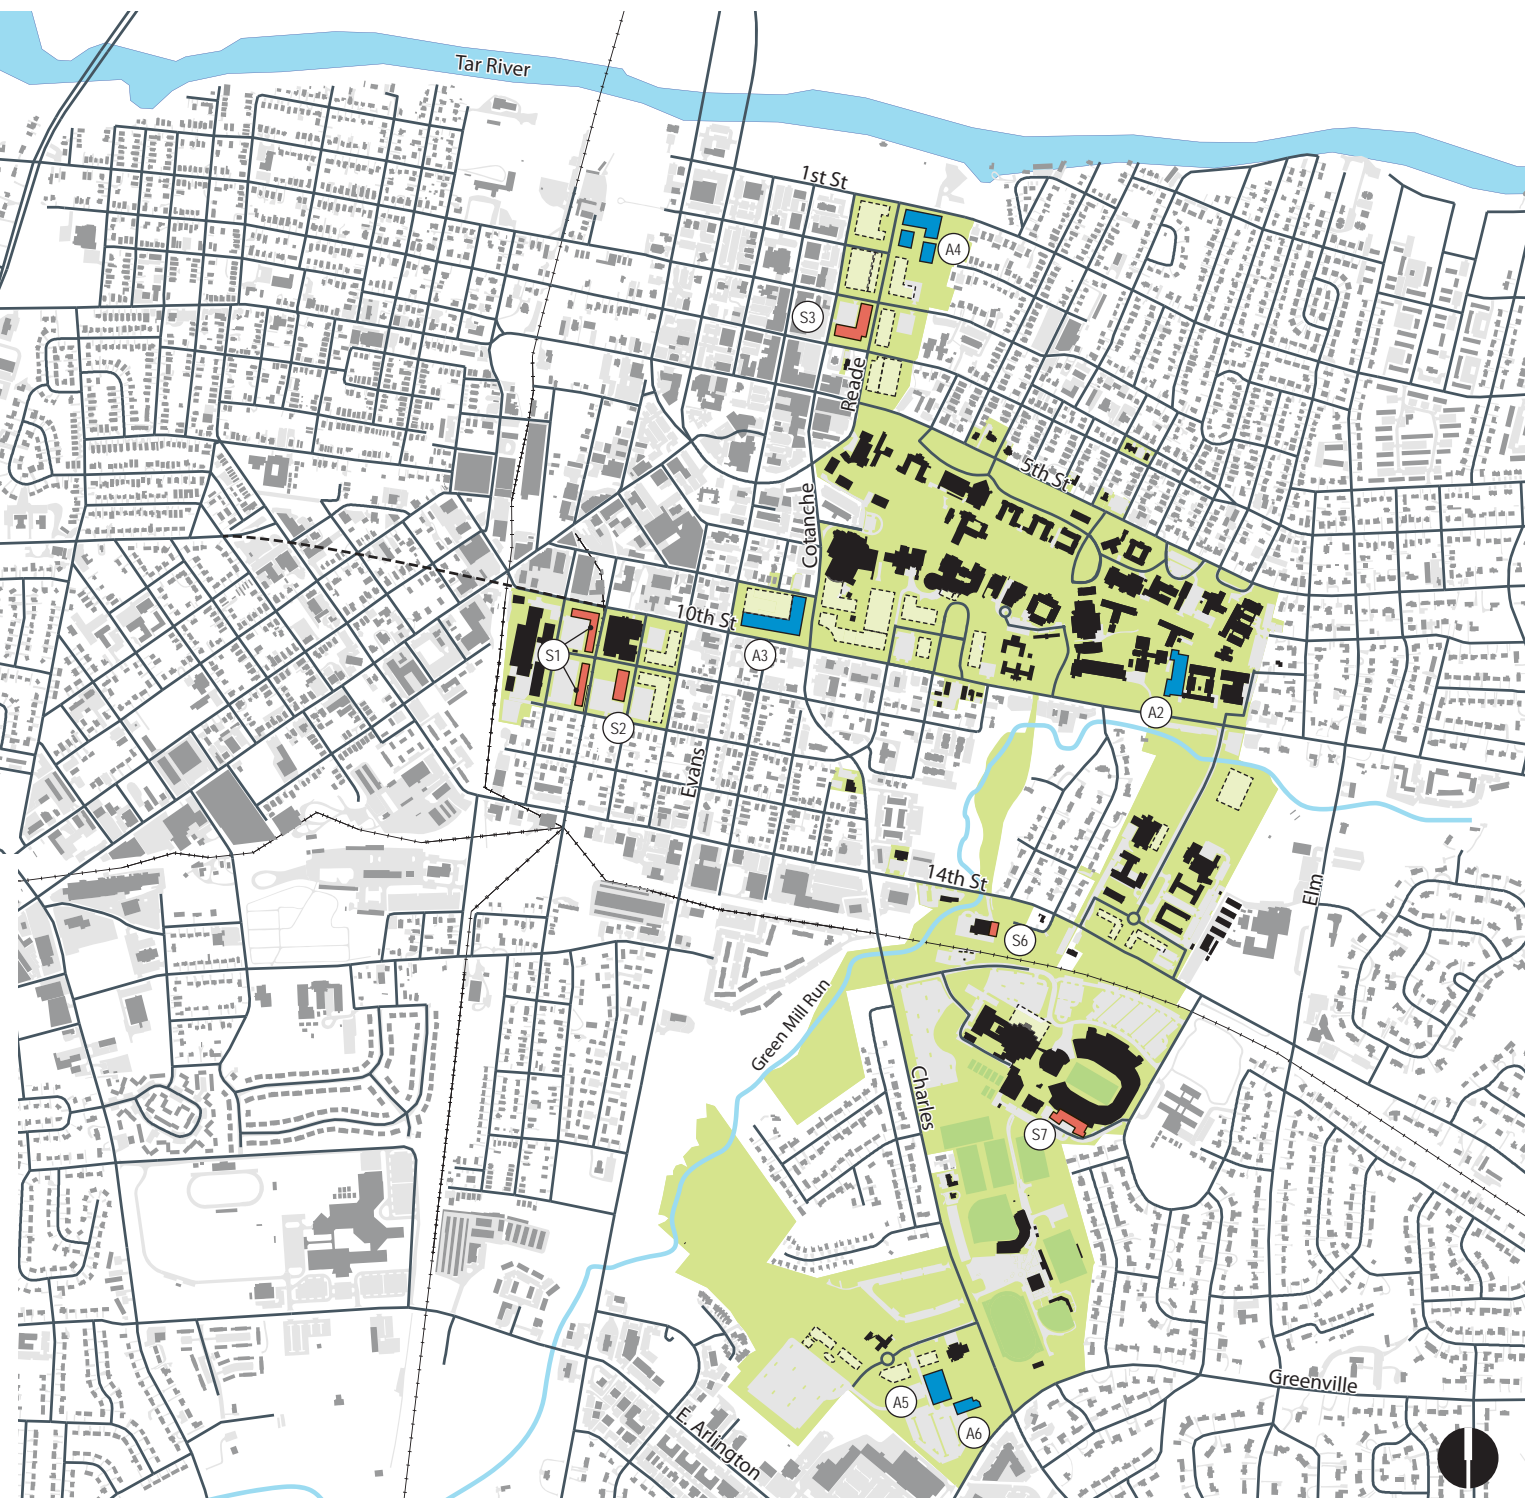 Tar River
1st St
A4
S3
Reade
5th St
Cotanche
10th St
S1
A3
S2
A2
Evans
14th St
Elm
S6
Green Mill Run
Charles
S7
Greenville
A5
E. Arlington
A6